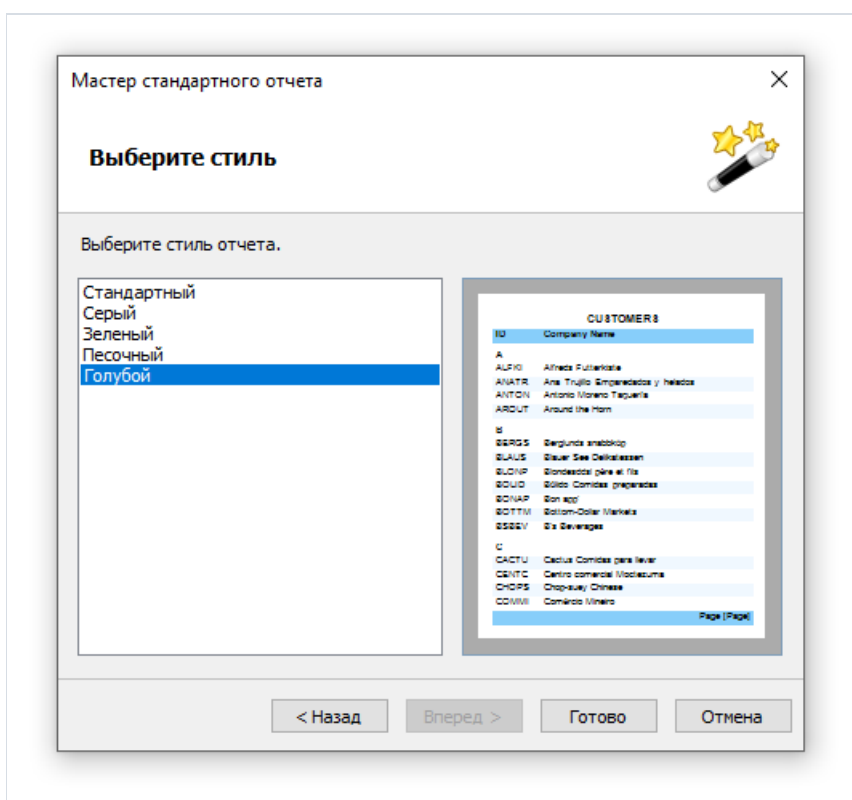 Мастер стандартного отчета
Выберите стиль
Выберите стиль отчета.
Стандартный
Серый
Зеленый
Песочный
Голубой
CUSTOMERS
ID Company Name
A
ALFKI Alfreds Futterkiste
ANATR Ana Trujillo Emparedados y helados
ANTON Antonio Moreno Taquería
AROUT Around the Horn
B
BERGS Berglunds snabbköp
BLAUS Blauer See Delikatessen
BLONP Blondesddsl père et fils
BOLID Bólido Comidas preparadas
BONAP Bon app'
BOTTM Bottom-Dollar Markets
BSBEV B's Beverages
C
CACTU Cactus Comidas para llevar
CENTC Centro comercial Moctezuma
CHOPS Chop-suey Chinese
COMMI Comércio Mineiro
Page [Page]
< Назад Вперед > Готово Отмена